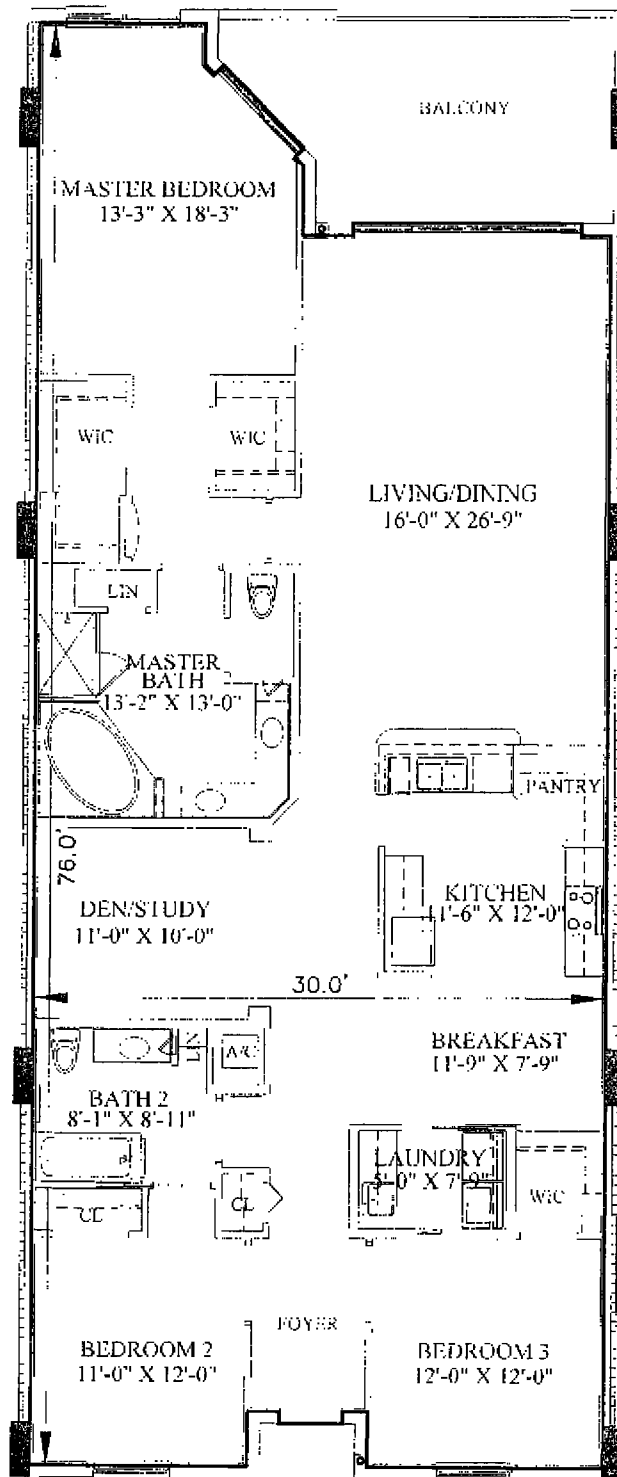 BALCONY
MASTER BEDROOM
13'-3" X 18'-3"
WIC
WIC
LIVING/DINING
16'-0" X 26'-9"
LIN
MASTER
BATH
13'-2" X 13'-0"
PANTRY
76.0'
DEN/STUDY
11'-0" X 10'-0"
KITCHEN
11'-6" X 12'-0"
30.0'
LIN
A/C
BREAKFAST
11'-9" X 7'-9"
BATH 2
8'-1" X 8'-11"
LAUNDRY
X 7'-9"
WIC
CL
CL
FOYER
BEDROOM 2
11'-0" X 12'-0"
BEDROOM 3
12'-0" X 12'-0"